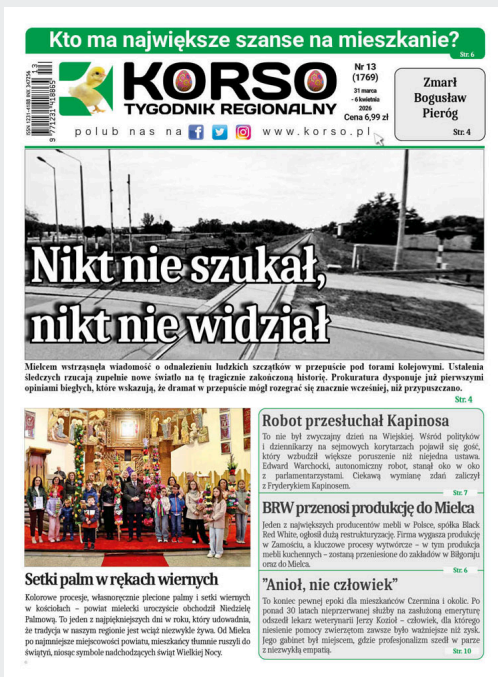 Kto ma największe szanse na mieszkanie?
Str. 6
KORSO
TYGODNIK REGIONALNY
Nr 13
(1769)
31 marca
- 6 kwietnia
2026
Cena 6,99 zł
Zmarł
Bogusław
Pieróg
Str. 4
polub nas na
www.korso.pl
Nikt nie szukał,
nikt nie widział
Mielcem wstrząsnęła wiadomość o odnalezieniu ludzkich szczątków w przepuście pod torami kolejowymi. Ustalenia
śledczych rzucają zupełnie nowe światło na tę tragicznie zakończoną historię. Prokuratura dysponuje już pierwszymi
opiniami biegłych, które wskazują, że dramat w przepuście mógł rozegrać się znacznie wcześniej, niż przypuszczano.
Str. 4
Setki palm w rękach wiernych
Kolorowe procesje, własnoręcznie plecione palmy i setki wiernych
w kościołach – powiat mielecki uroczyście obchodził Niedzielę
Palmową. To jeden z najpiękniejszych dni w roku, który udowadnia,
że tradycja w naszym regionie jest wciąż niezwykle żywa. Od Mielca
po najmniejsze miejscowości powiatu, mieszkańcy tłumnie ruszyli do
świątyń, niosąc symbole nadchodzących świąt Wielkiej Nocy.
Robot przesłuchał Kapinosa
To nie był zwyczajny dzień na Wiejskiej. Wśród polityków
i dziennikarzy na sejmowych korytarzach pojawił się gość,
który wzbudził większe poruszenie niż niejedna ustawa.
Edward Warchocki, autonomiczny robot, stanął oko w oko
z parlamentarzystami. Ciekawą wymianę zdań zaliczył
z Fryderykiem Kapinosem.
Str. 7
BRW przenosi produkcję do Mielca
Jeden z największych producentów mebli w Polsce, spółka Black
Red White, ogłosił dużą restrukturyzację. Firma wygasza produkcję
w Zamościu, a kluczowe procesy wytwórcze – w tym produkcja
mebli kuchennych – zostaną przeniesione do zakładów w Biłgoraju
oraz do Mielca.
Str. 6
"Anioł, nie człowiek"
To koniec pewnej epoki dla mieszkańców Czermina i okolic. Po
ponad 30 latach nieprzerwanej służby na zasłużoną emeryturę
odszedł lekarz weterynarii Jerzy Kozioł – człowiek, dla którego
niesienie pomocy zwierzętom zawsze było ważniejsze niż zysk.
Jego gabinet był miejscem, gdzie profesjonalizm szedł w parze
z niezwykłą empatią.
Str. 10